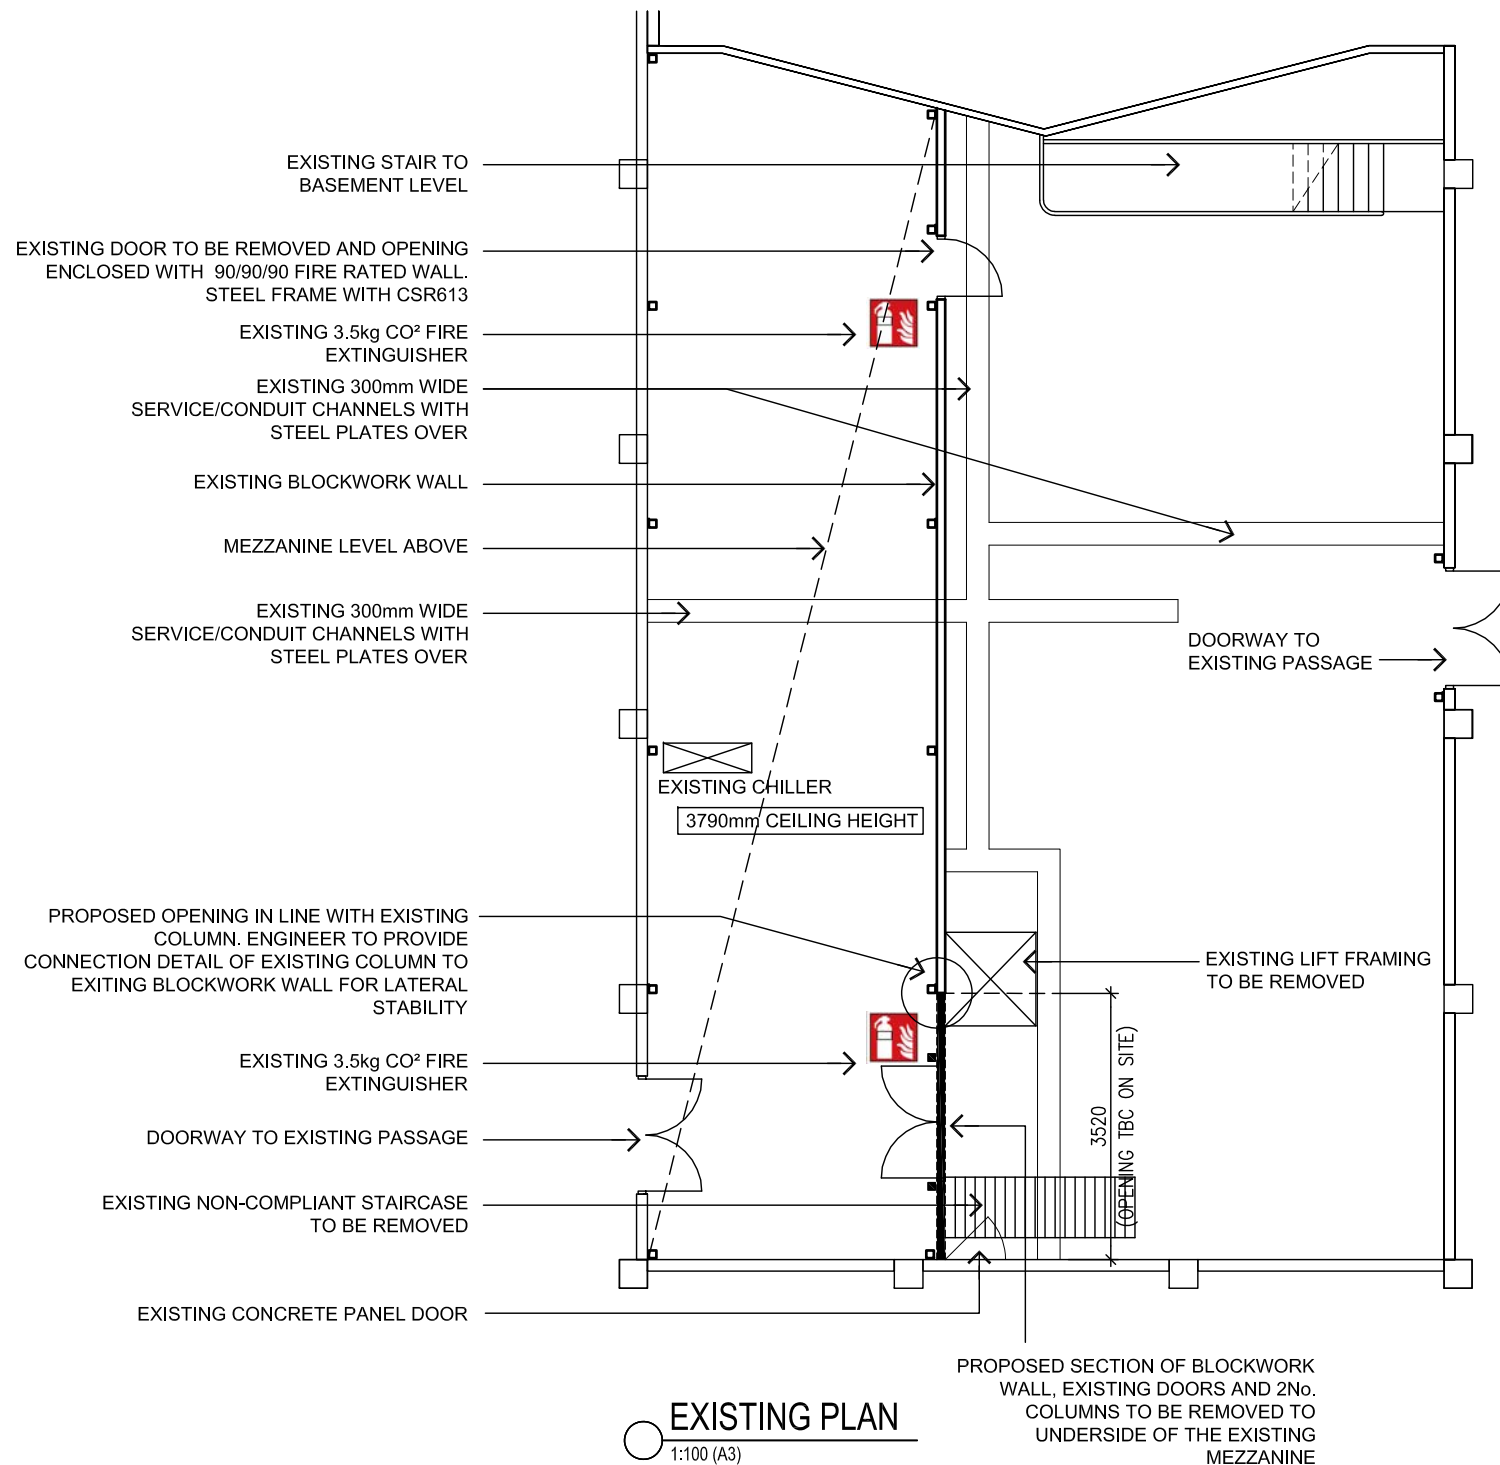 EXISTING STAIR TO
BASEMENT LEVEL
EXISTING DOOR TO BE REMOVED AND OPENING
ENCLOSED WITH 90/90/90 FIRE RATED WALL.
STEEL FRAME WITH CSR613
EXISTING 3.5kg CO² FIRE
EXTINGUISHER
EXISTING 300mm WIDE
SERVICE/CONDUIT CHANNELS WITH
STEEL PLATES OVER
EXISTING BLOCKWORK WALL
MEZZANINE LEVEL ABOVE
EXISTING 300mm WIDE
SERVICE/CONDUIT CHANNELS WITH
STEEL PLATES OVER
DOORWAY TO
EXISTING PASSAGE
EXISTING CHILLER
3790mm CEILING HEIGHT
PROPOSED OPENING IN LINE WITH EXISTING
COLUMN. ENGINEER TO PROVIDE
CONNECTION DETAIL OF EXISTING COLUMN TO
EXITING BLOCKWORK WALL FOR LATERAL
STABILITY
EXISTING LIFT FRAMING
TO BE REMOVED
EXISTING 3.5kg CO² FIRE
EXTINGUISHER
3520
(OPENING TBC ON SITE)
DOORWAY TO EXISTING PASSAGE
EXISTING NON-COMPLIANT STAIRCASE
TO BE REMOVED
EXISTING CONCRETE PANEL DOOR
PROPOSED SECTION OF BLOCKWORK
WALL, EXISTING DOORS AND 2No.
COLUMNS TO BE REMOVED TO
UNDERSIDE OF THE EXISTING
MEZZANINE
EXISTING PLAN
1:100 (A3)